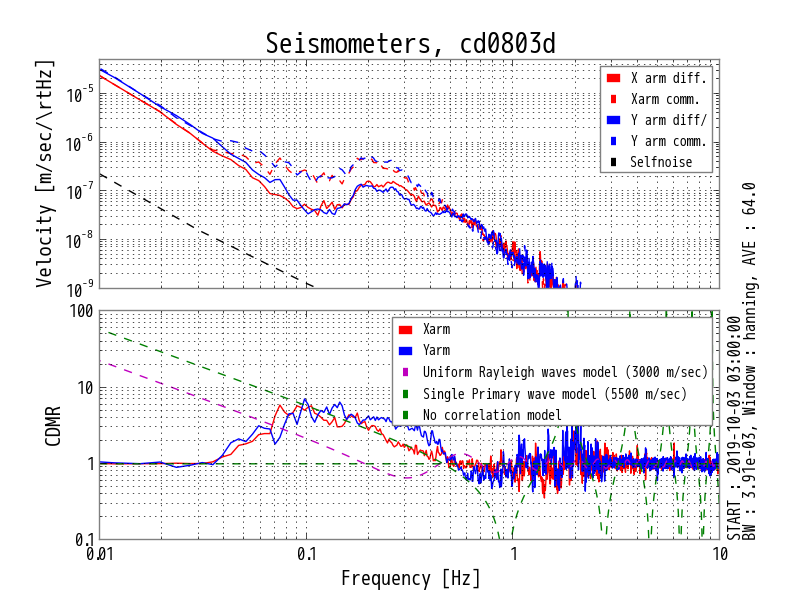 Seismometers, cd0803d
Velocity [m/sec/\rtHz]
10^-5
10^-6
10^-7
10^-8
10^-9
X arm diff.
Xarm comm.
Y arm diff/
Y arm comm.
Selfnoise
CDMR
100
10
1
0.1
Xarm
Yarm
Uniform Rayleigh waves model (3000 m/sec)
Single Primary wave model (5500 m/sec)
No correlation model
0.01
0.1
1
10
Frequency [Hz]
START : 2019-10-03 03:00:00
BW : 3.91e-03, Window : hanning, AVE : 64.0